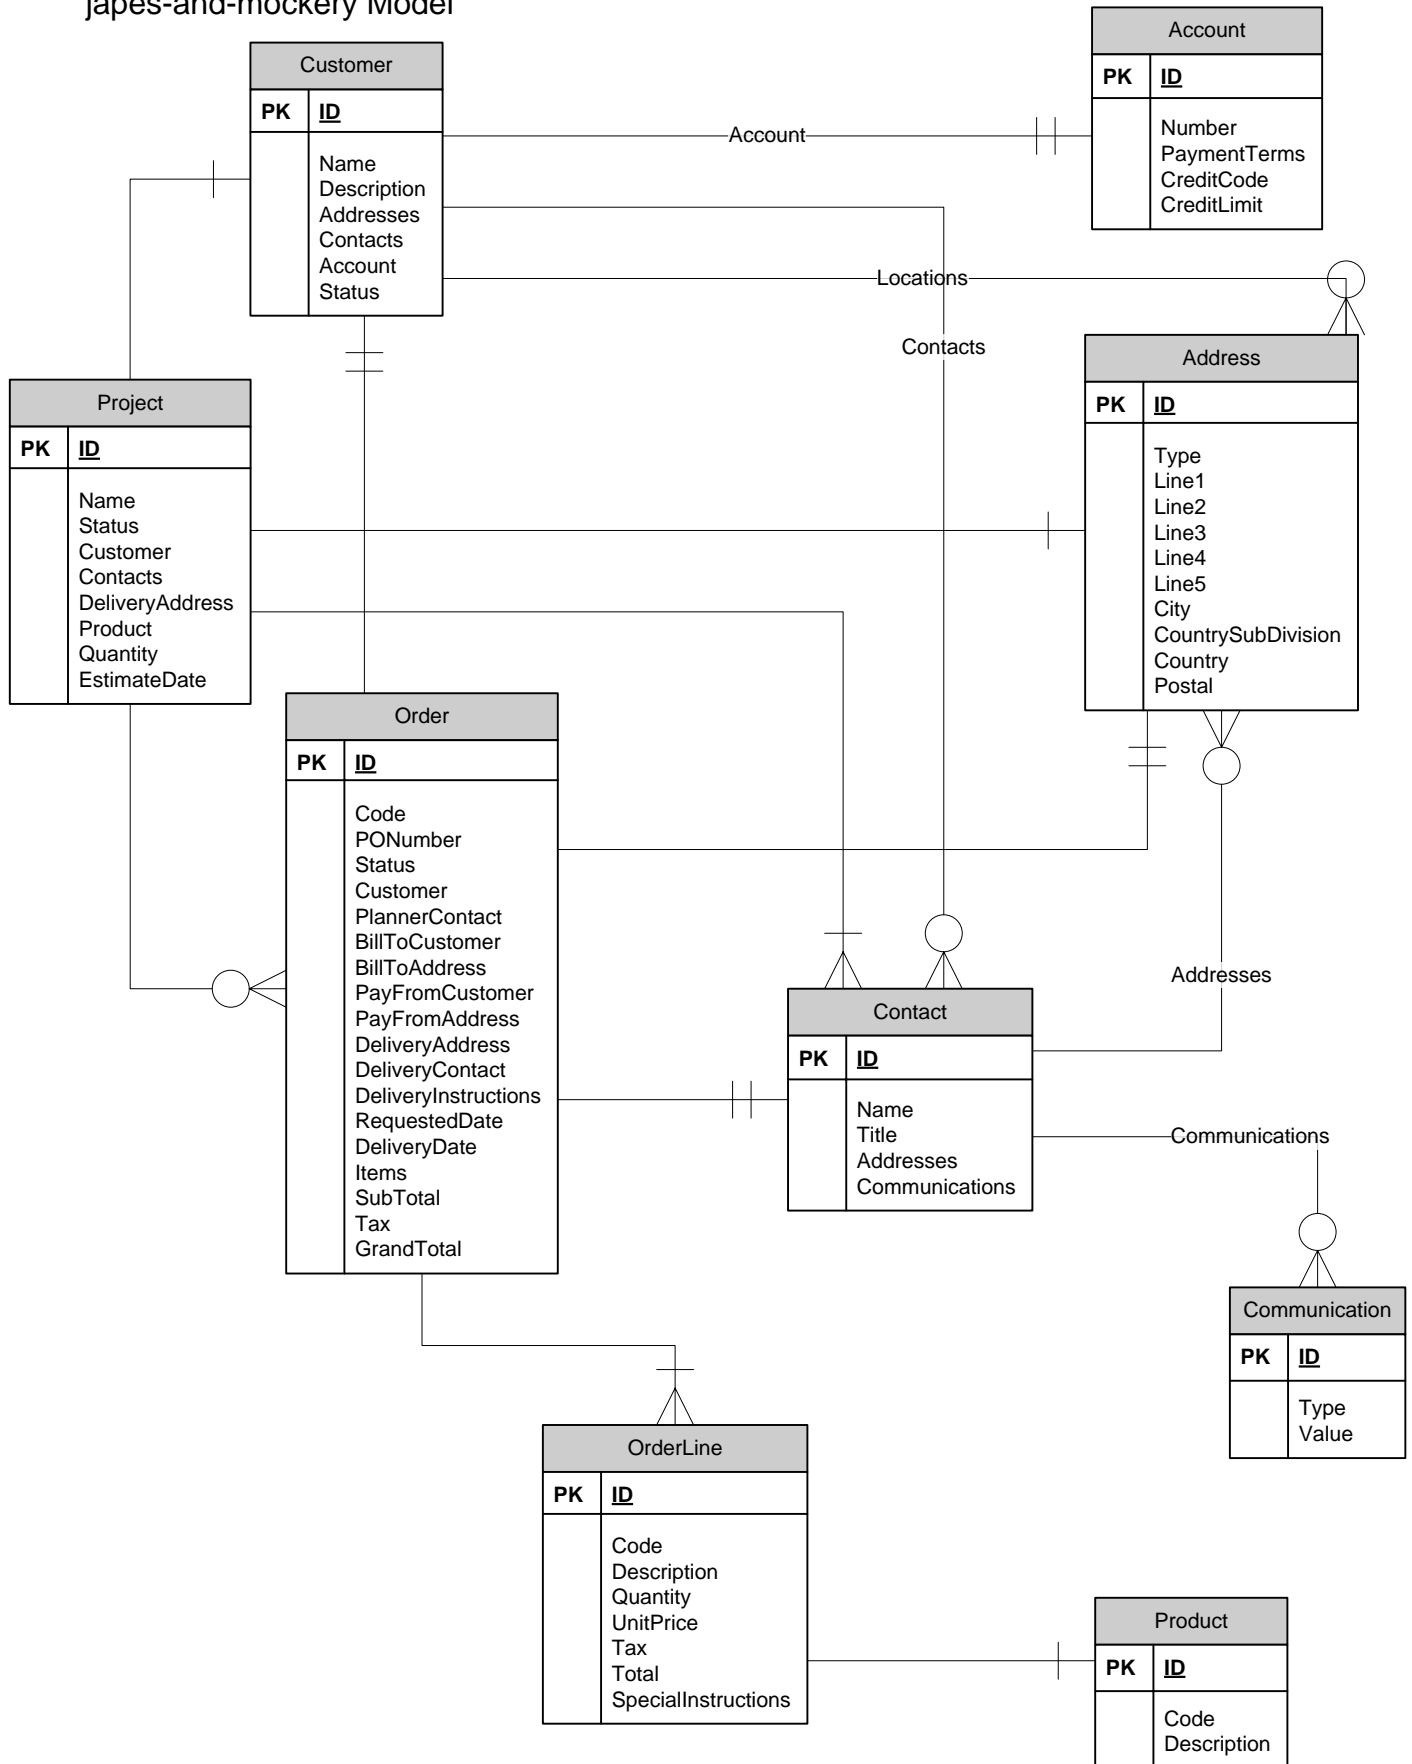 japes-and-mockery Model
Customer
PK ID
Name
Description
Addresses
Contacts
Account
Status
Account
Account
PK ID
Number
PaymentTerms
CreditCode
CreditLimit
Locations
Contacts
Address
PK ID
Type
Line1
Line2
Line3
Line4
Line5
City
CountrySubDivision
Country
Postal
Project
PK ID
Name
Status
Customer
Contacts
DeliveryAddress
Product
Quantity
EstimateDate
Order
PK ID
Code
PONumber
Status
Customer
PlannerContact
BillToCustomer
BillToAddress
PayFromCustomer
PayFromAddress
DeliveryAddress
DeliveryContact
DeliveryInstructions
RequestedDate
DeliveryDate
Items
SubTotal
Tax
GrandTotal
Addresses
Contact
PK ID
Name
Title
Addresses
Communications
Communications
Communication
PK ID
Type
Value
OrderLine
PK ID
Code
Description
Quantity
UnitPrice
Tax
Total
SpecialInstructions
Product
PK ID
Code
Description